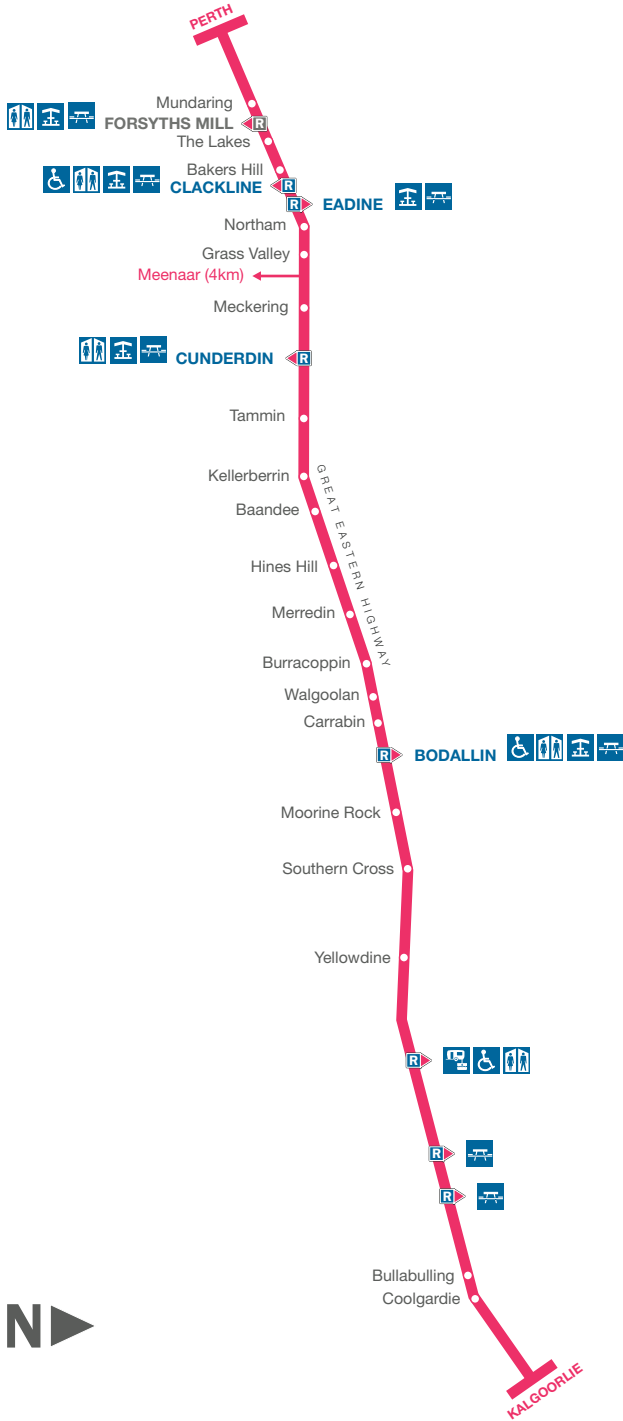 PERTH
Mundaring
FORSYTHS MILL R
The Lakes
Bakers Hill
CLACKLINE R
R EADINE
Northam
Grass Valley
Meenaar (4km)
Meckering
CUNDERDIN R
Tammin
Kellerberrin
GREAT EASTERN HIGHWAY
Baandee
Hines Hill
Merredin
Burracoppin
Walgoolan
Carrabin
R BODALLIN
Moorine Rock
Southern Cross
Yellowdine
R
R
R
Bullabulling
Coolgardie
N
KALGOORLIE